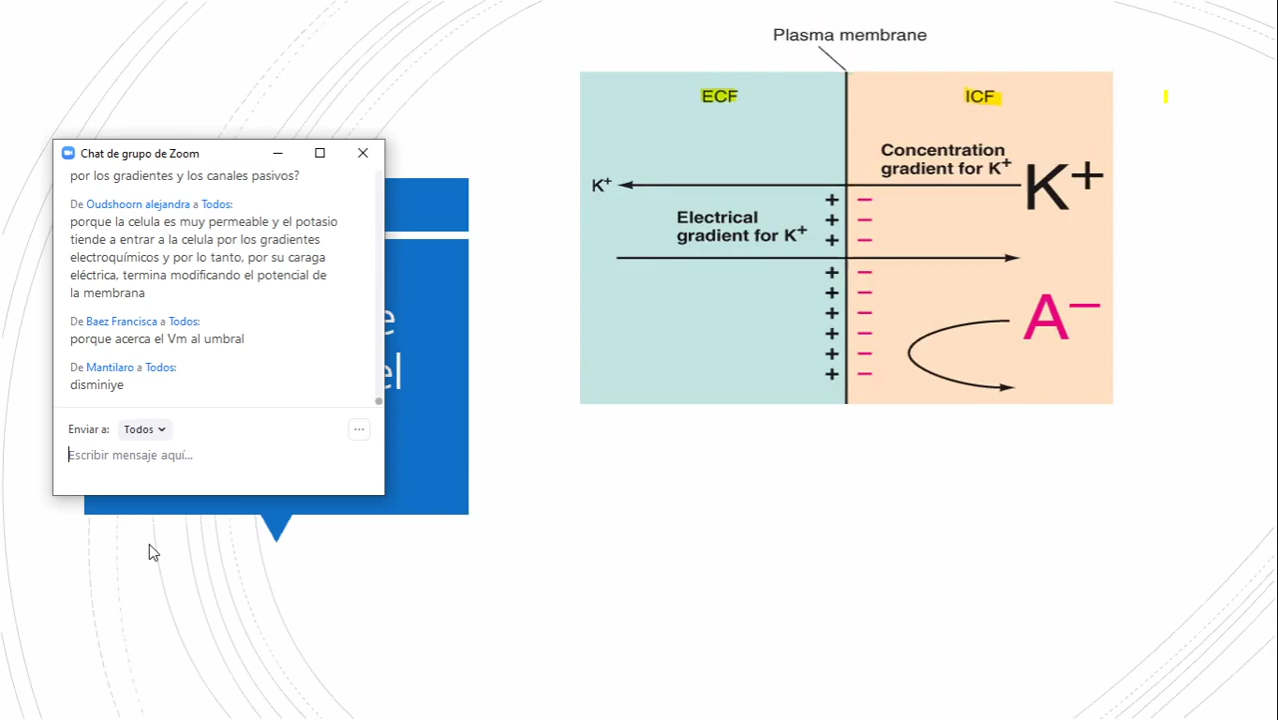 Plasma membrane
ECF
ICF
Concentration
gradient for K+
K+
K+
Electrical
gradient for K+
+
+
+
+
+
+
+
+
+
−
−
−
−
−
−
−
−
−
A−
Chat de grupo de Zoom
por los gradientes y los canales pasivos?
De Oudshoorn alejandra a Todos:
porque la celula es muy permeable y el potasio
tiende a entrar a la celula por los gradientes
electroquímicos y por lo tanto, por su caraga
eléctrica, termina modificando el potencial de
la membrana
De Baez Francisca a Todos:
porque acerca el Vm al umbral
De Mantilaro a Todos:
disminiye
Enviar a: Todos
Escribir mensaje aquí...
e
el